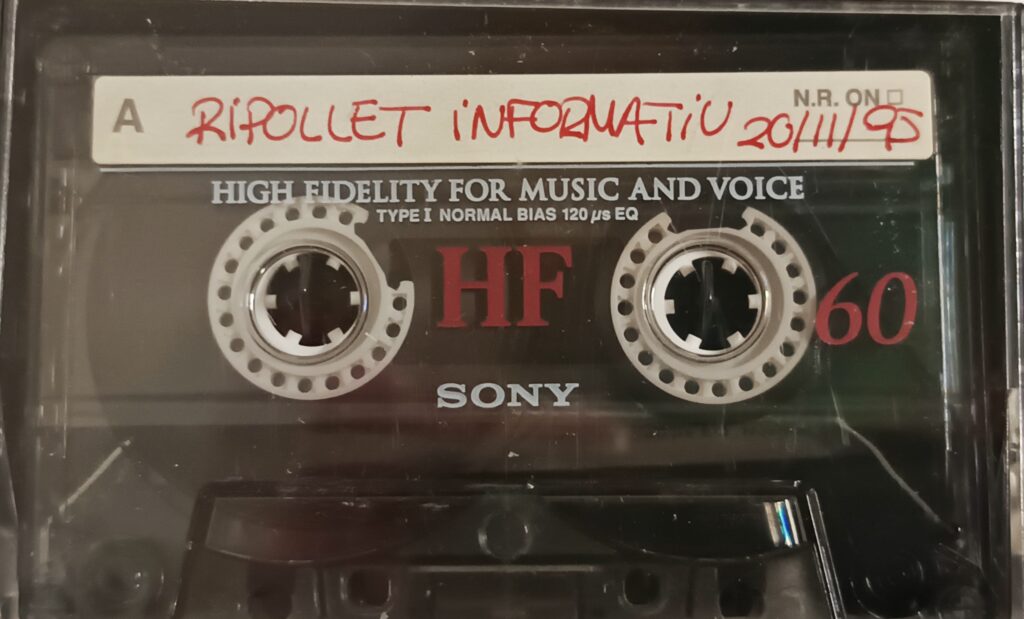 A RIPOLLET INFORMATIU 20/11/95
N.R. ON
HIGH FIDELITY FOR MUSIC AND VOICE
TYPE I NORMAL BIAS 120 µs EQ
HF
60
SONY